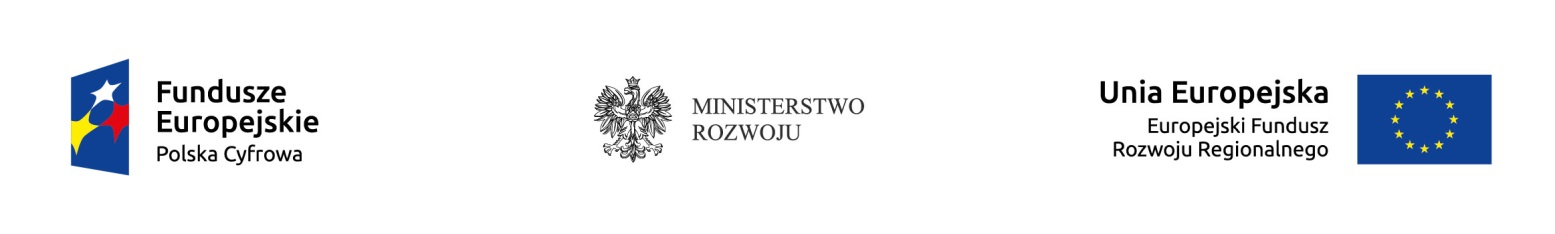 Fundusze
Europejskie
Polska Cyfrowa
MINISTERSTWO
ROZWOJU
Unia Europejska
Europejski Fundusz
Rozwoju Regionalnego